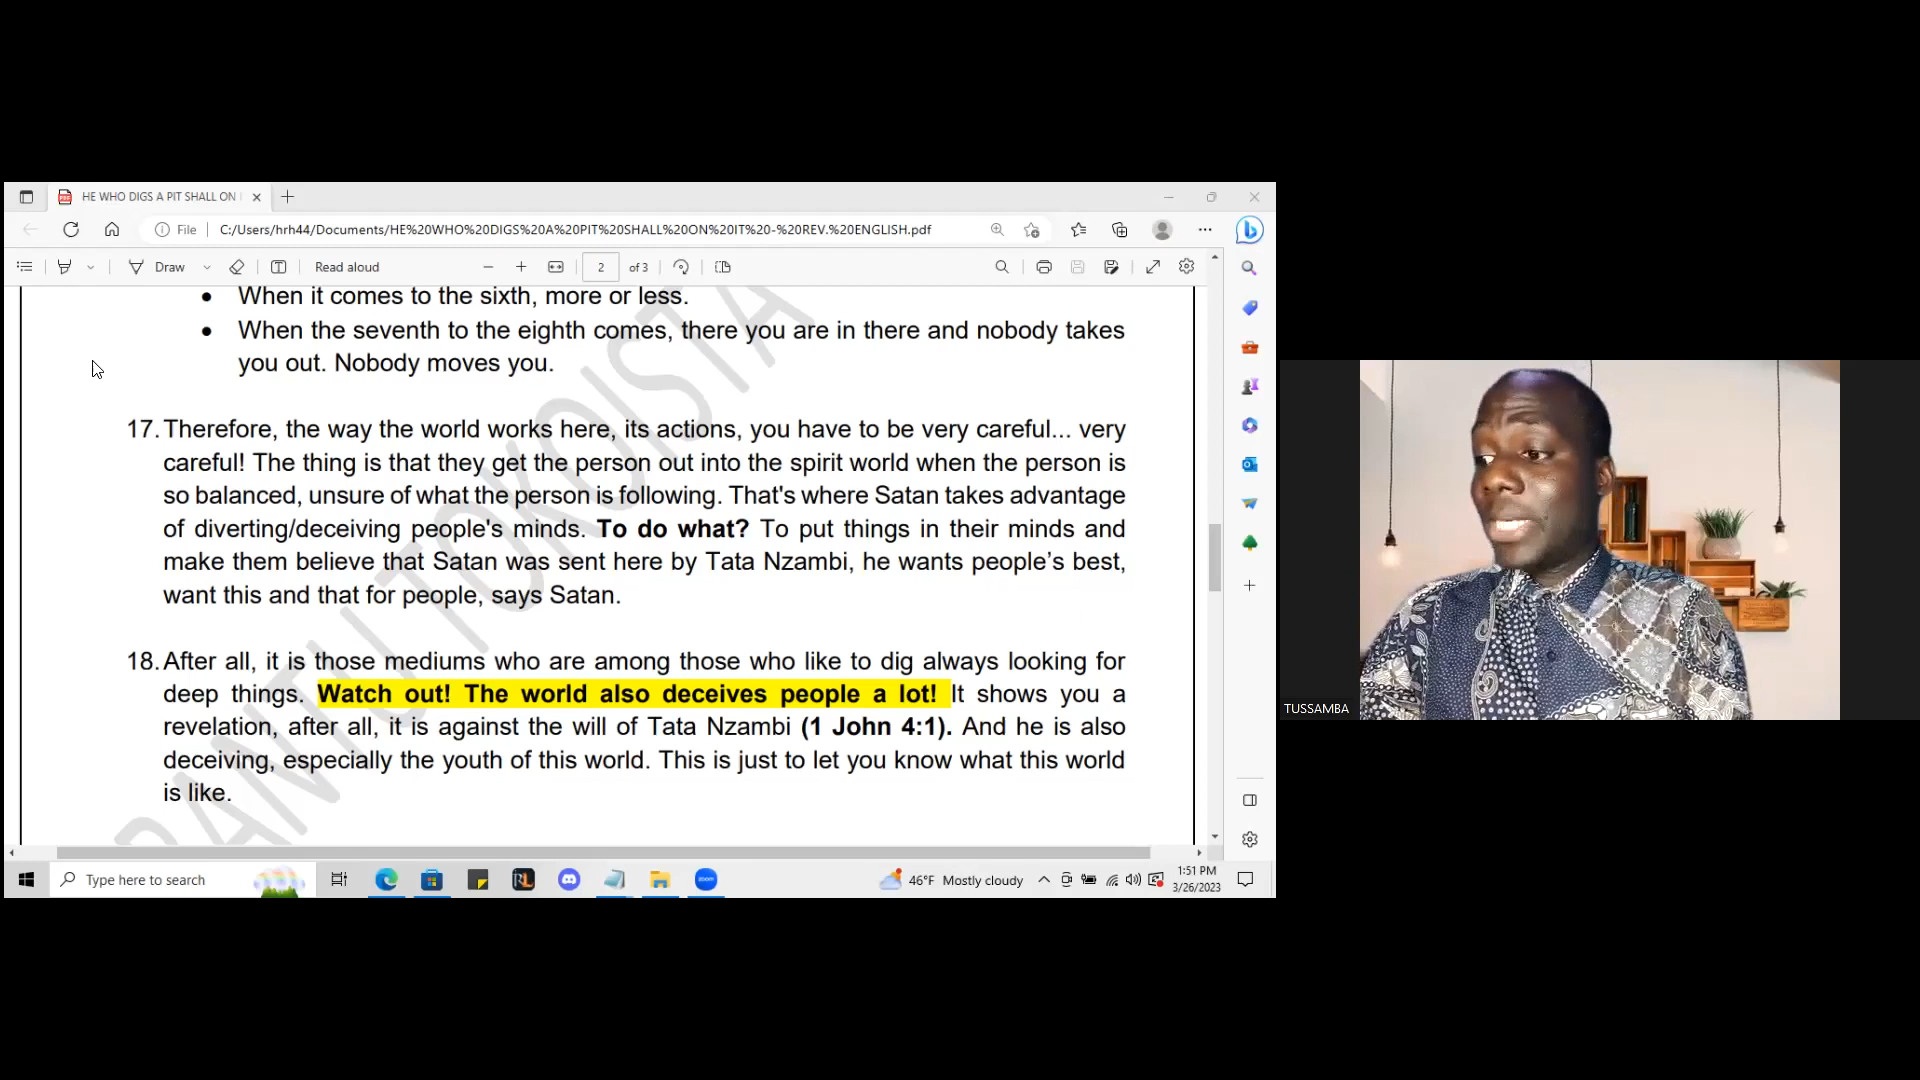 HE WHO DIGS A PIT SHALL ON
File
C:/Users/hrh44/Documents/HE%20WHO%20DIGS%20A%20PIT%20SHALL%20ON%20IT%20-%20REV.%20ENGLISH.pdf
Draw
Read aloud
2
of 3
• When it comes to the sixth, more or less.
• When the seventh to the eighth comes, there you are in there and nobody takes
you out. Nobody moves you.
17. Therefore, the way the world works here, its actions, you have to be very careful... very
careful! The thing is that they get the person out into the spirit world when the person is
so balanced, unsure of what the person is following. That's where Satan takes advantage
of diverting/deceiving people's minds. To do what? To put things in their minds and
make them believe that Satan was sent here by Tata Nzambi, he wants people’s best,
want this and that for people, says Satan.
18. After all, it is those mediums who are among those who like to dig always looking for
deep things. Watch out! The world also deceives people a lot! It shows you a
revelation, after all, it is against the will of Tata Nzambi (1 John 4:1). And he is also
deceiving, especially the youth of this world. This is just to let you know what this world
is like.
BANTU TOKOISTA
TUSSAMBA
Type here to search
46°F Mostly cloudy
1:51 PM
3/26/2023
zoom